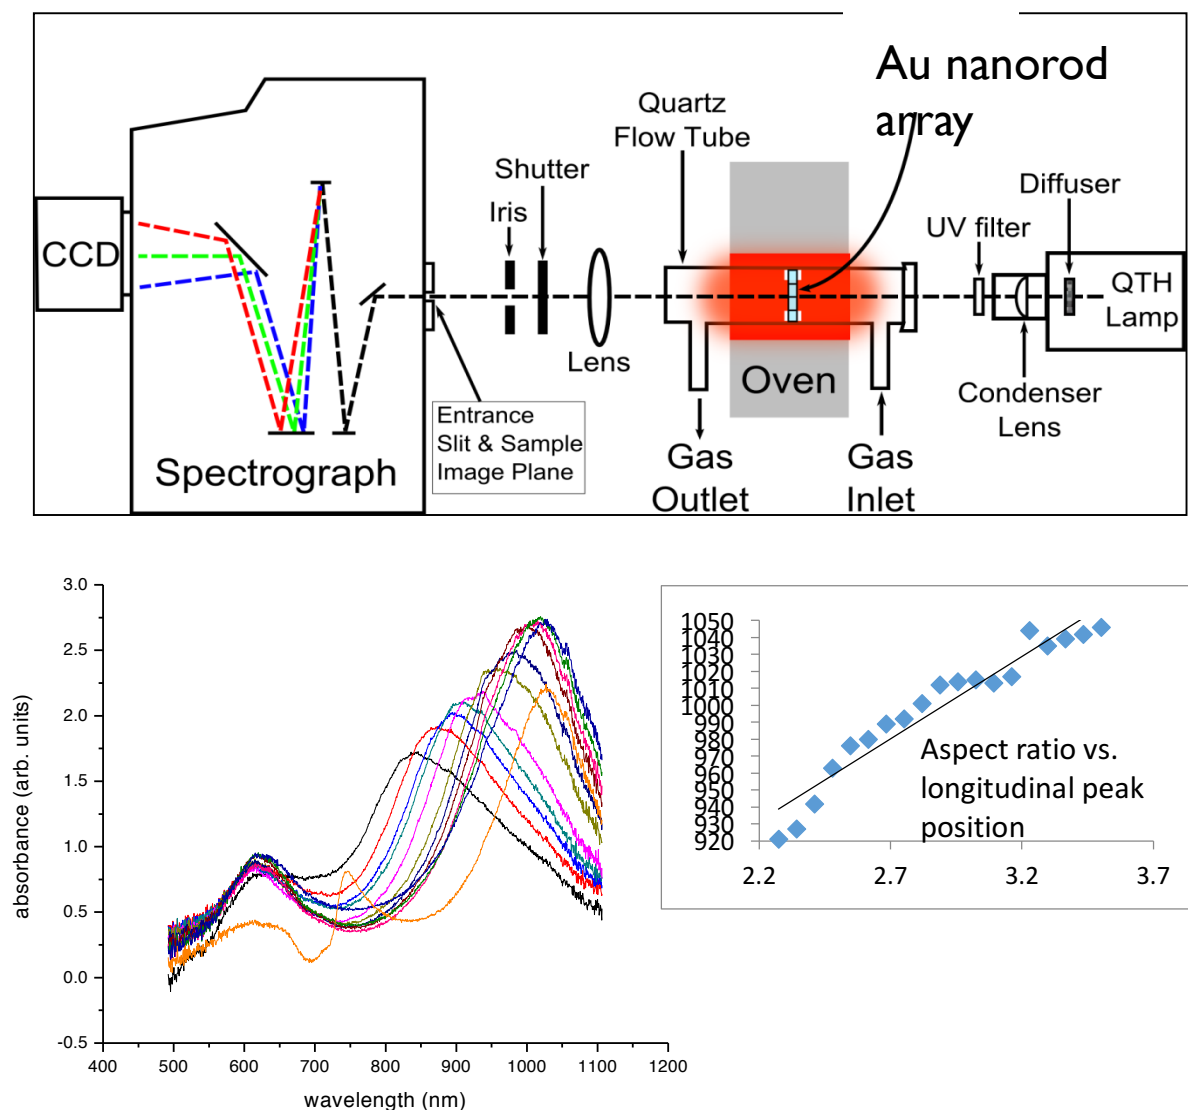 Au nanorod
array
Quartz
Flow Tube
Shutter
Iris
Diffuser
UV filter
CCD
QTH
Lamp
Lens
Oven
Condenser
Lens
Entrance
Slit & Sample
Image Plane
Spectrograph
Gas
Outlet
Gas
Inlet
3.0
2.5
2.0
1.5
1.0
0.5
0.0
-0.5
absorbance (arb. units)
400 500 600 700 800 900 1000 1100 1200
wavelength (nm)
1050
1040
1030
1020
1010
1000
990
980
970
960
950
940
930
920
Aspect ratio vs.
longitudinal peak
position
2.2 2.7 3.2 3.7